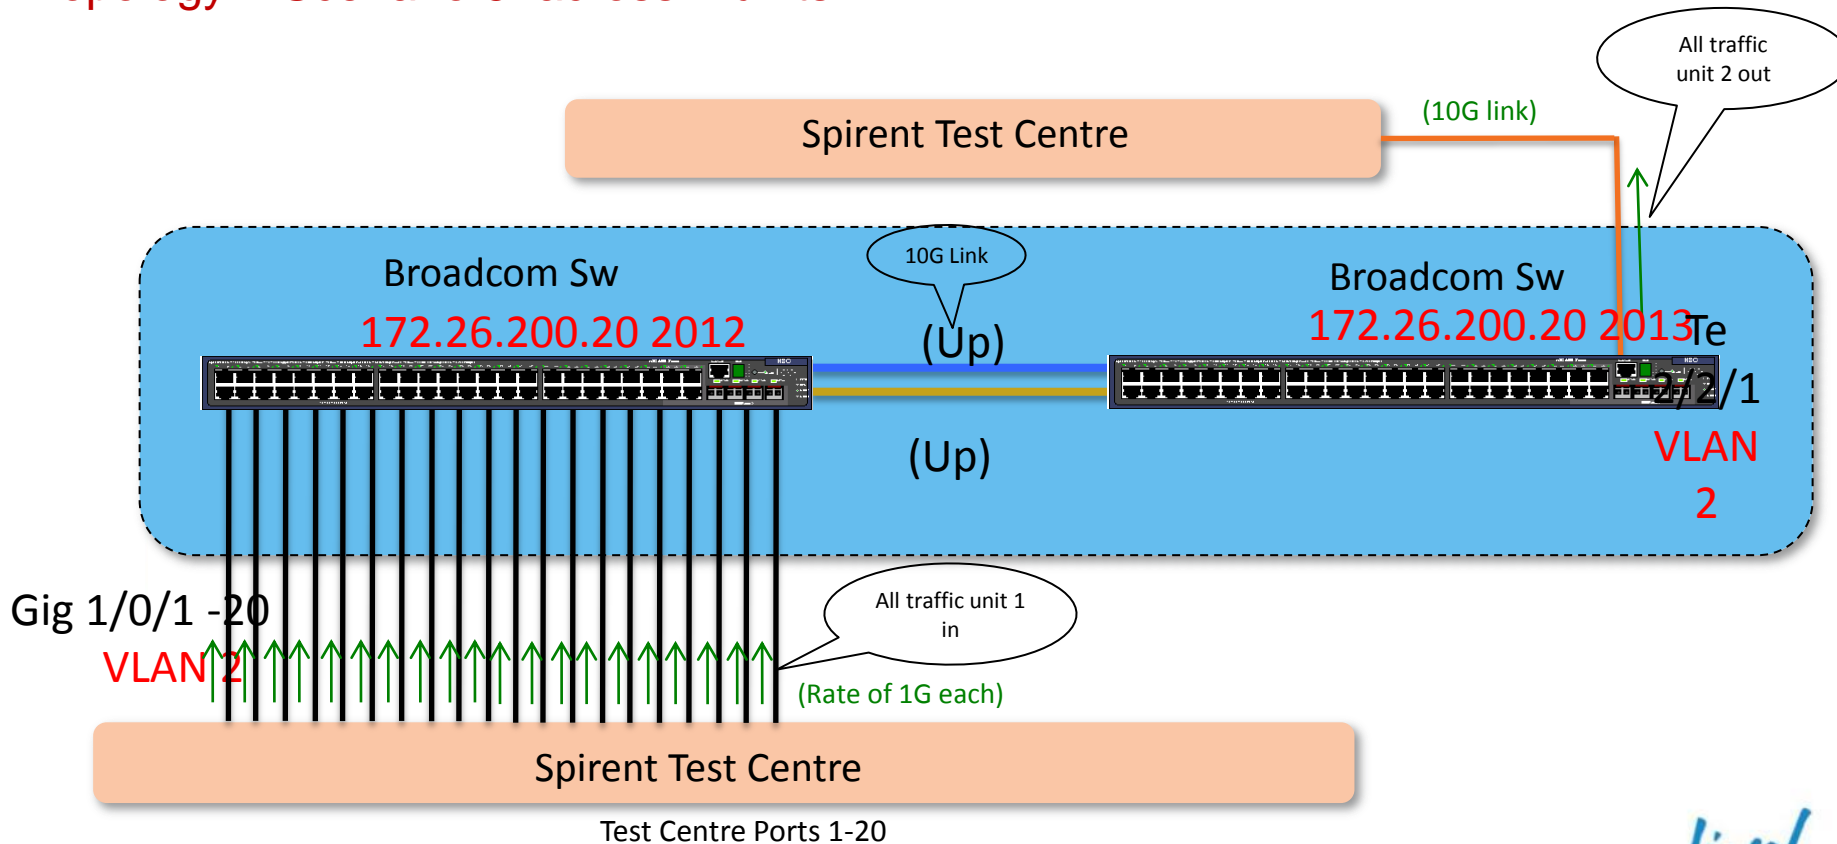 All traffic
unit 2 out
(10G link)
Spirent Test Centre
10G Link
Broadcom Sw
172.26.200.20 2012
(Up)
Broadcom Sw
172.26.200.20 2013
Te
2/2/1
VLAN
2
(Up)
Gig 1/0/1 -20
VLAN 2
All traffic unit 1
in
(Rate of 1G each)
Spirent Test Centre
Test Centre Ports 1-20